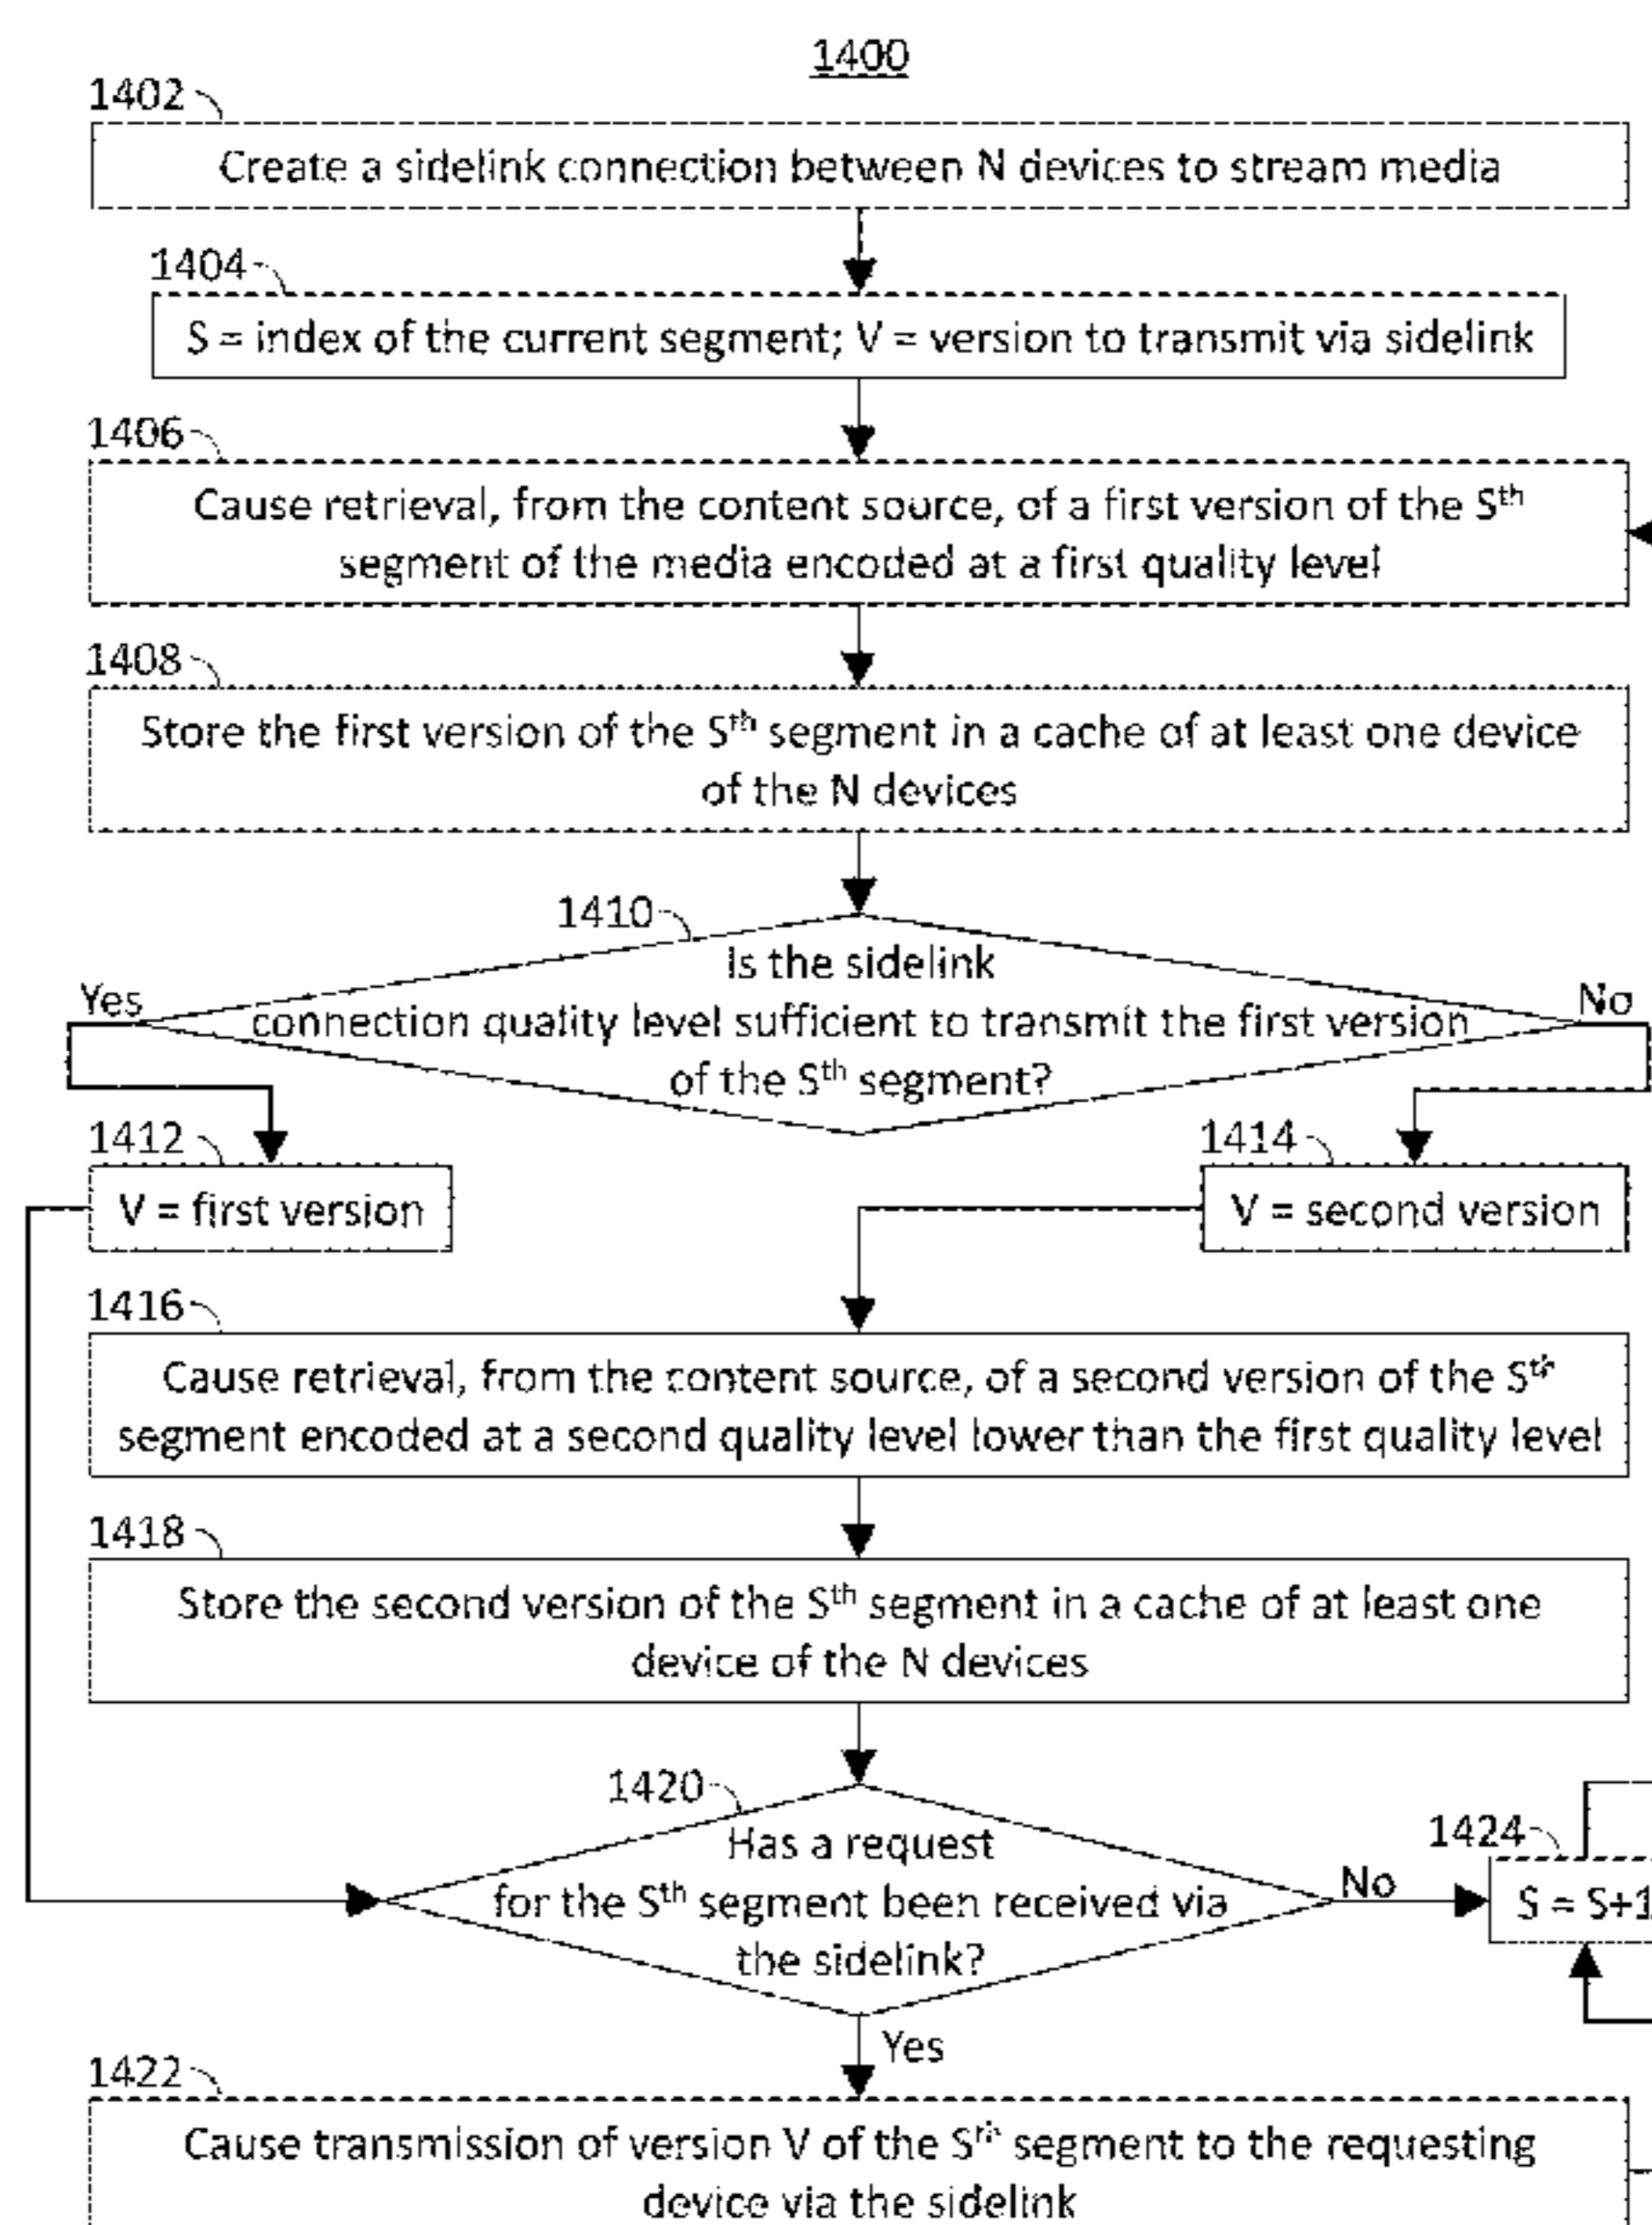 1400
1402
Create a sidelink connection between N devices to stream media
1404
S = index of the current segment; V = version to transmit via sidelink
1406
Cause retrieval, from the content source, of a first version of the Sth
segment of the media encoded at a first quality level
1408
Store the first version of the Sth segment in a cache of at least one device
of the N devices
1410
Is the sidelink
Yes
No
connection quality level sufficient to transmit the first version
of the Sth segment?
1412
1414
V = first version
V = second version
1416
Cause retrieval, from the content source, of a second version of the Sth
segment encoded at a second quality level lower than the first quality level
1418
Store the second version of the Sth segment in a cache of at least one
device of the N devices
1420
Has a request
1424
for the Sth segment been received via
No
S = S+1
the sidelink?
Yes
1422
Cause transmission of version V of the Sth segment to the requesting
device via the sidelink